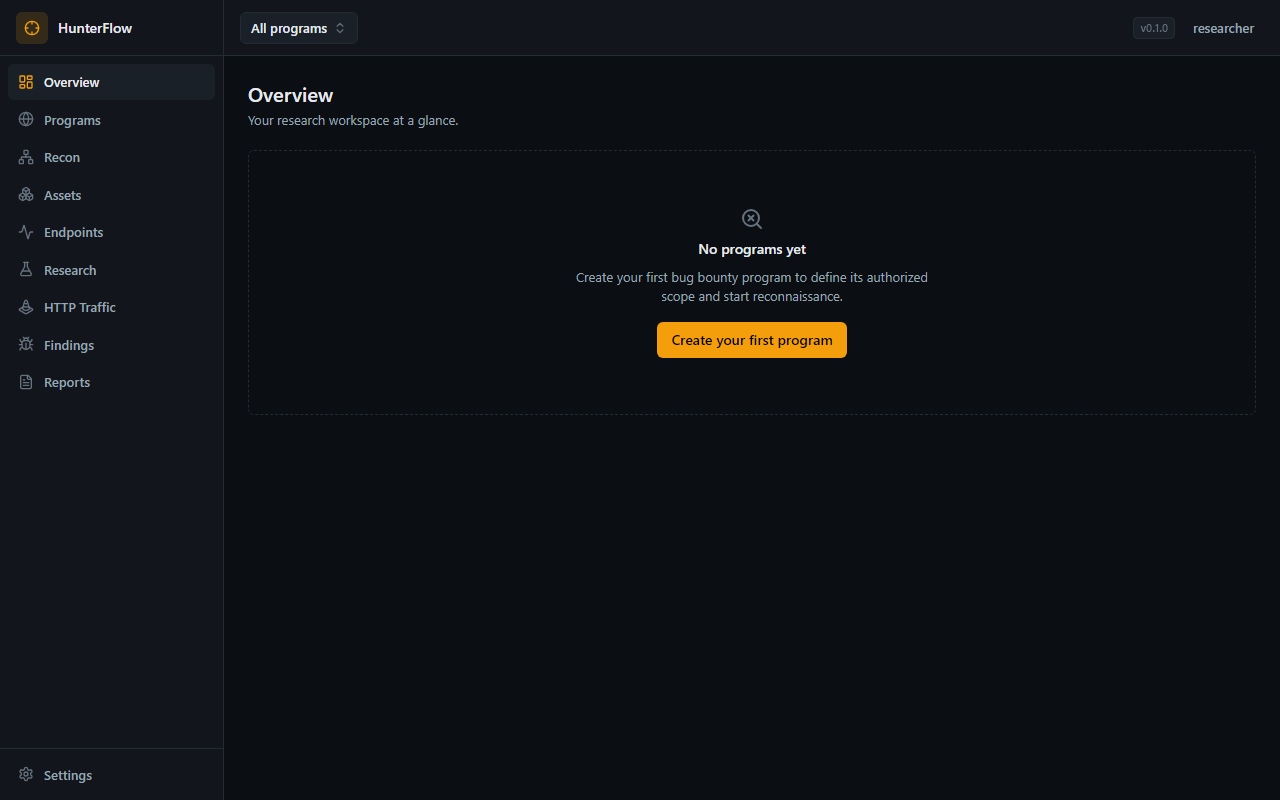 HunterFlow
All programs
v0.1.0
researcher
Overview
Programs
Recon
Assets
Endpoints
Research
HTTP Traffic
Findings
Reports
Settings
Overview
Your research workspace at a glance.
No programs yet
Create your first bug bounty program to define its authorized
scope and start reconnaissance.
Create your first program